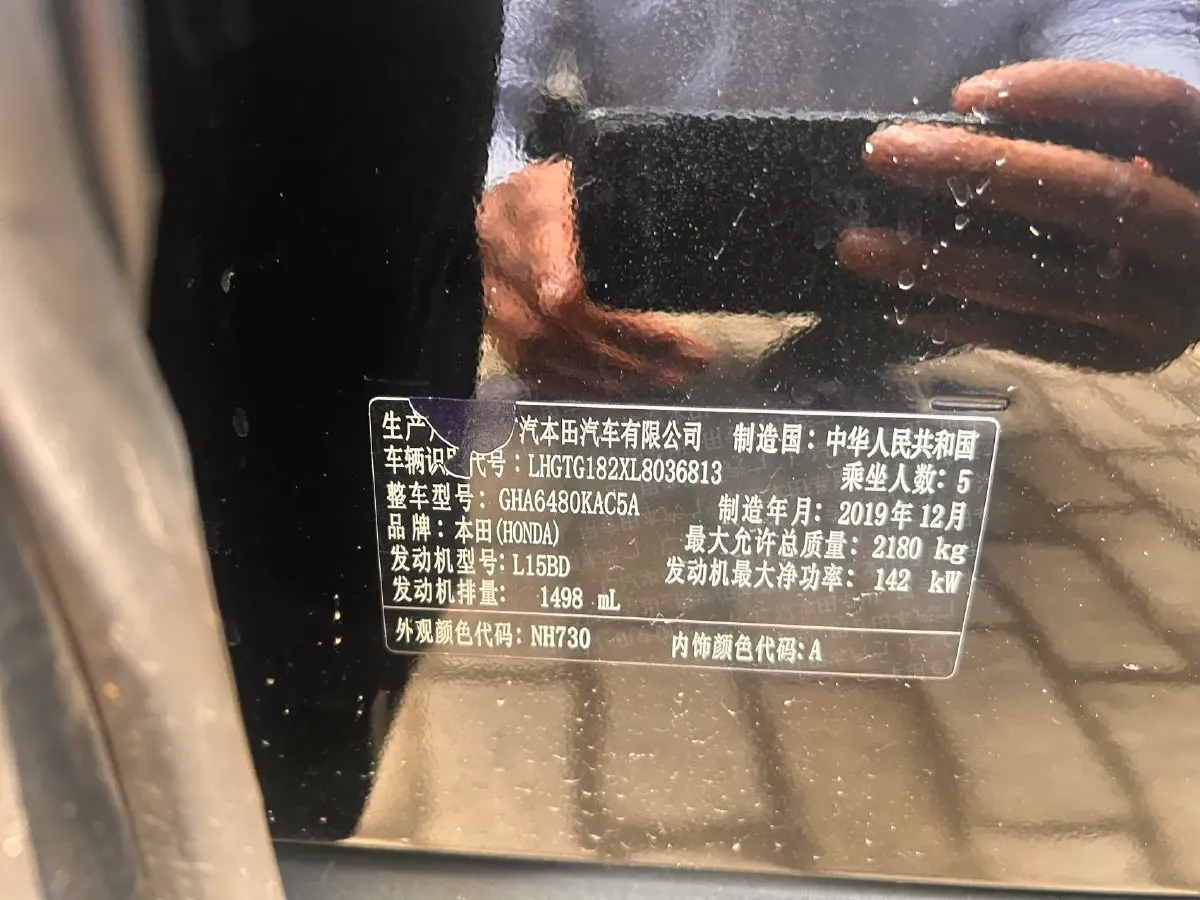 生产 汽本田汽车有限公司 制造国：中华人民共和国
车辆识 代号：LHGTG182XL8036813 乘坐人数：5
整车型号：GHA6480KAC5A 制造年月：2019年12月
品牌：本田(HONDA) 最大允许总质量：2180 kg
发动机型号：L15BD 发动机最大净功率：142 kW
发动机排量：1498 mL
外观颜色代码：NH730 内饰颜色代码:A